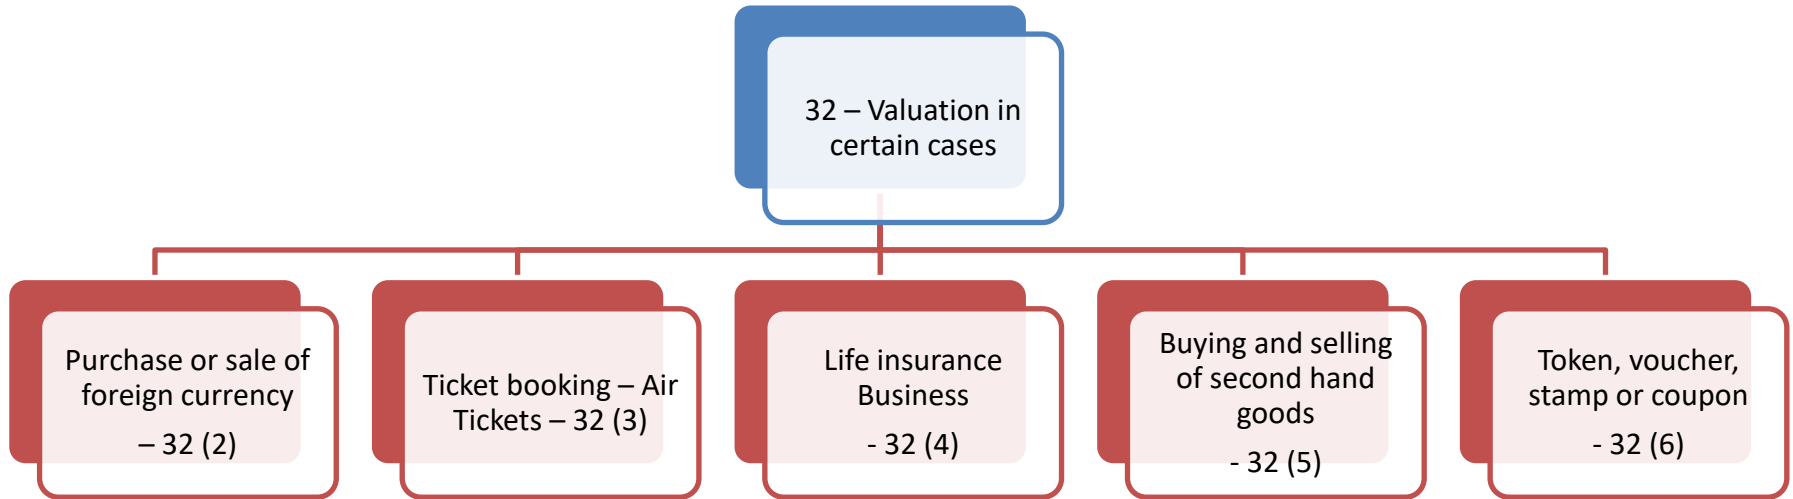 32 – Valuation in
certain cases
Purchase or sale of
foreign currency
– 32 (2)
Ticket booking – Air
Tickets – 32 (3)
Life insurance
Business
- 32 (4)
Buying and selling
of second hand
goods
- 32 (5)
Token, voucher,
stamp or coupon
- 32 (6)